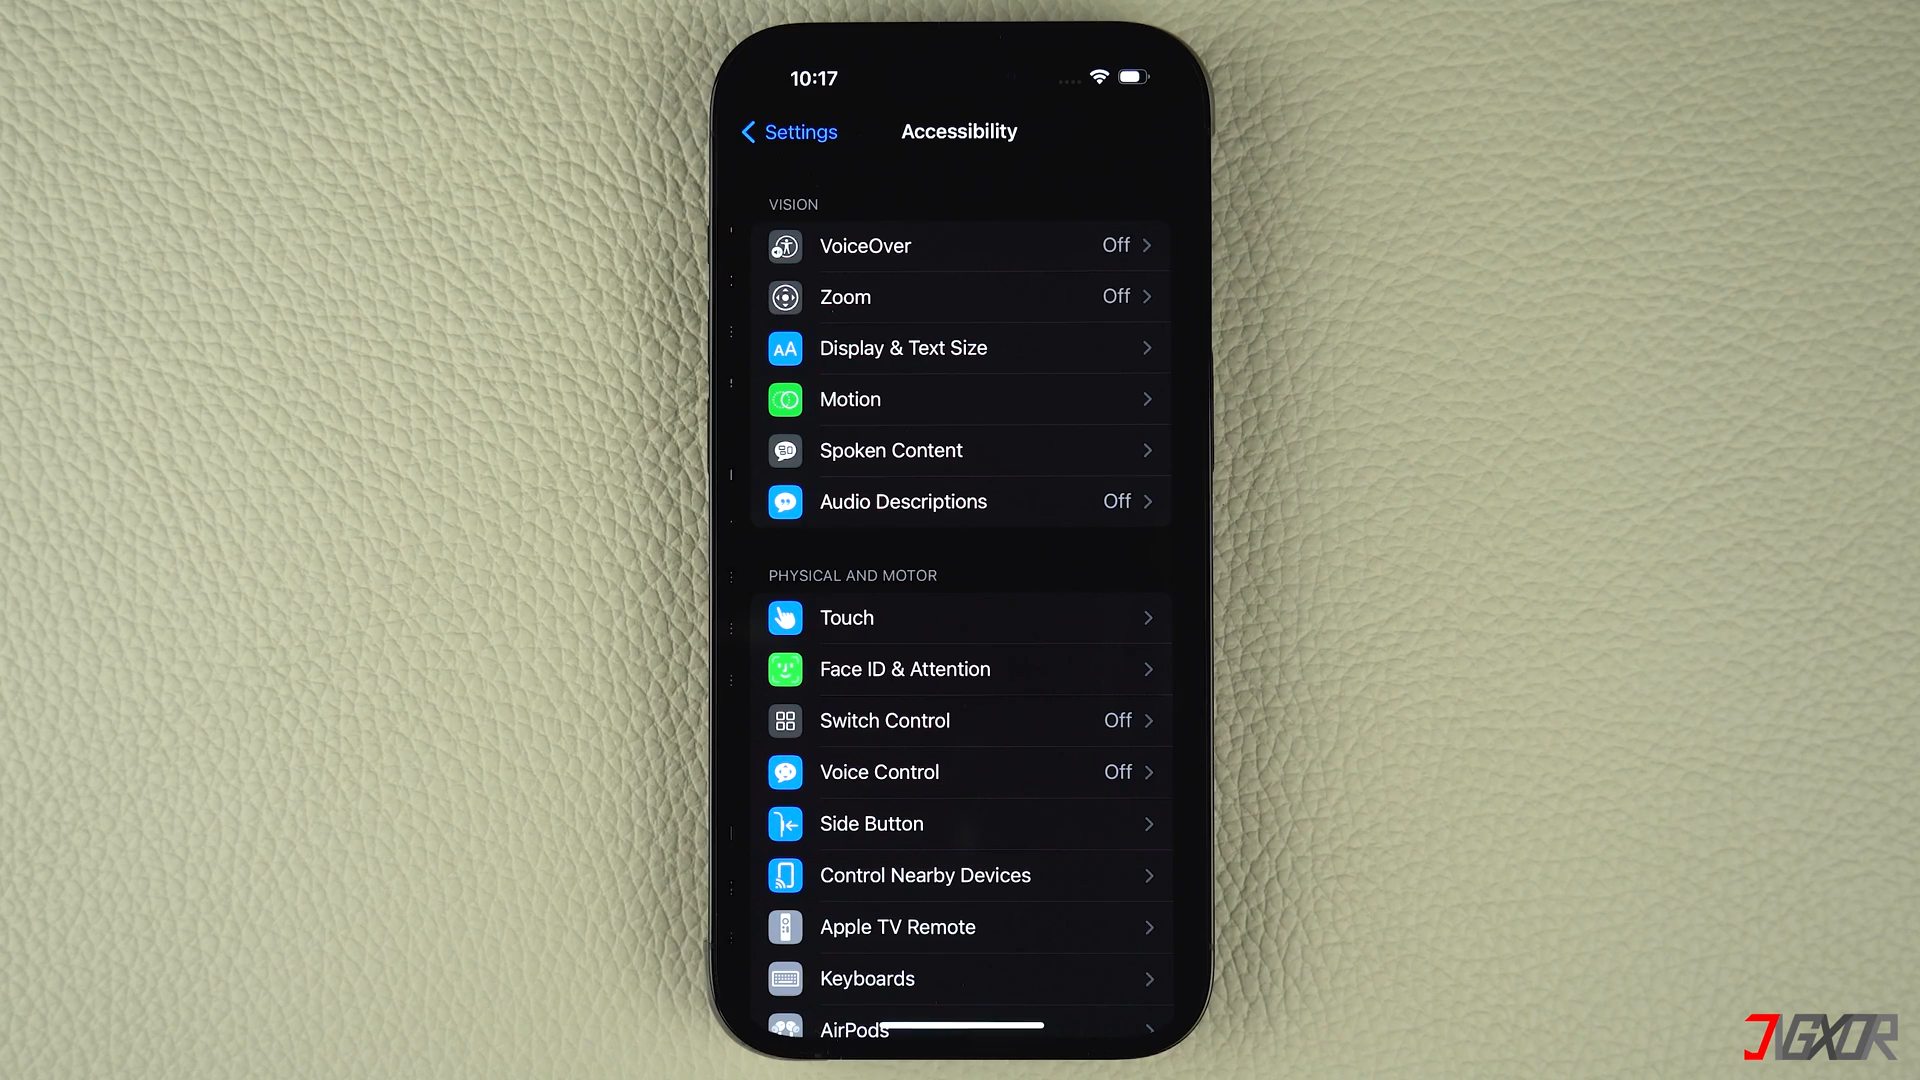 10:17
Settings
Accessibility
VISION
VoiceOver Off
Zoom Off
Display & Text Size
Motion
Spoken Content
Audio Descriptions Off
PHYSICAL AND MOTOR
Touch
Face ID & Attention
Switch Control Off
Voice Control Off
Side Button
Control Nearby Devices
Apple TV Remote
Keyboards
AirPods
JIGXOR